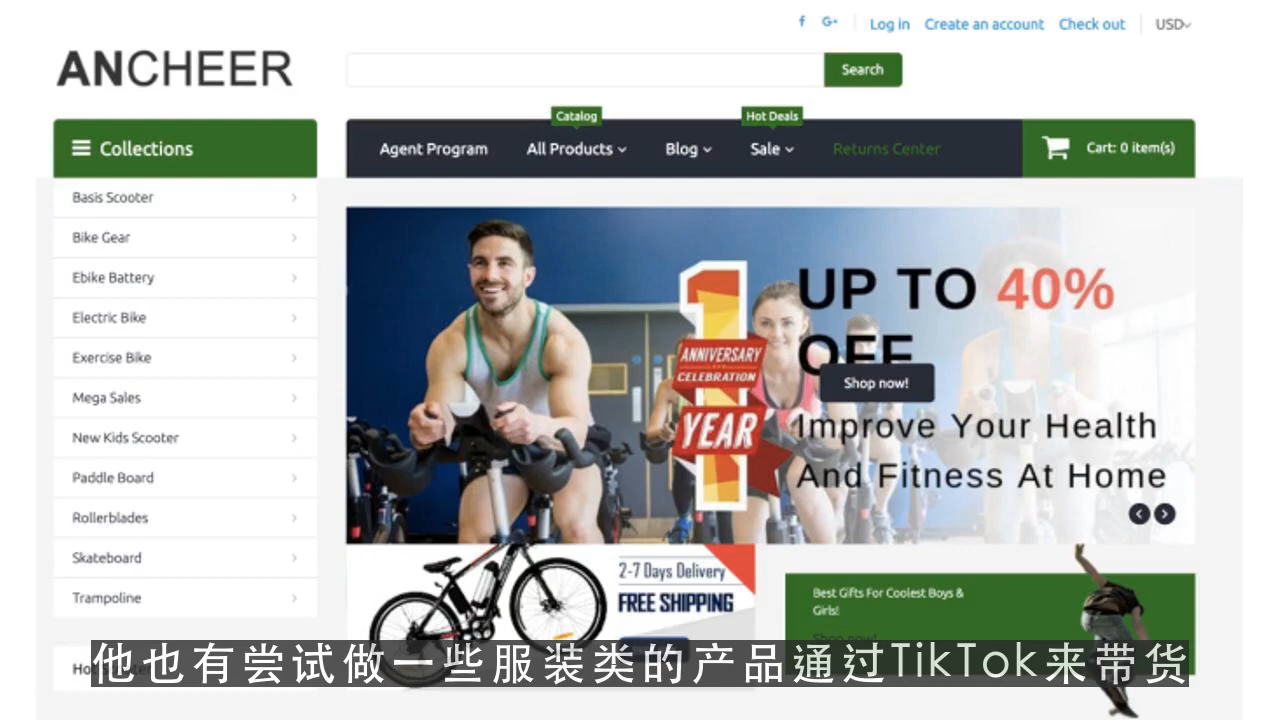 f G+ Log in Create an account Check out USD
ANCHEER
Search
Catalog
Hot Deals
Collections
Agent Program
All Products
Blog
Sale
Returns Center
Cart: 0 item(s)
Basis Scooter
Bike Gear
Ebike Battery
Electric Bike
Exercise Bike
Mega Sales
New Kids Scooter
Paddle Board
Rollerblades
Skateboard
Trampoline
UP TO 40%
OFF
Shop now!
Improve Your Health
And Fitness At Home
1
ANNIVERSARY
CELEBRATION
YEAR
2-7 Days Delivery
FREE SHIPPING
Best Gifts For Coolest Boys &
Girls!
Shop now!
他也有尝试做一些服装类的产品通过TikTok来带货